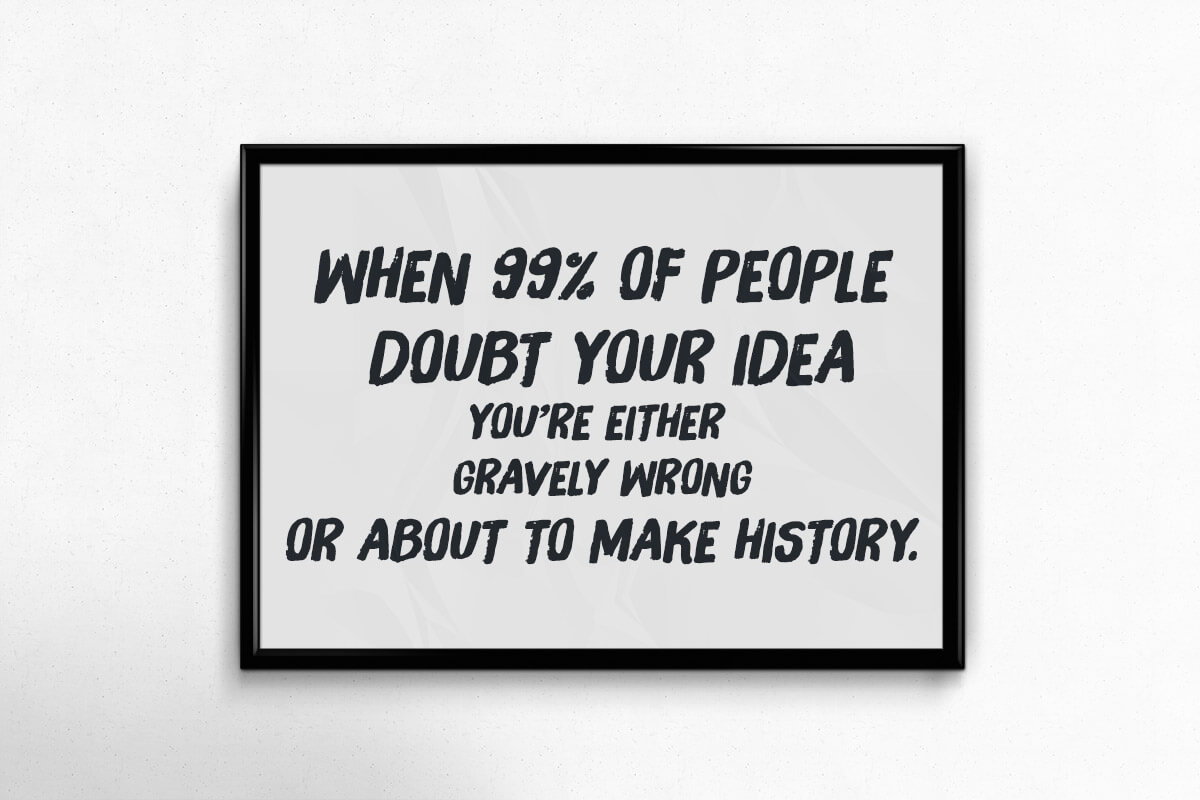 WHEN 99% OF PEOPLE
DOUBT YOUR IDEA
YOU'RE EITHER
GRAVELY WRONG
OR ABOUT TO MAKE HISTORY.